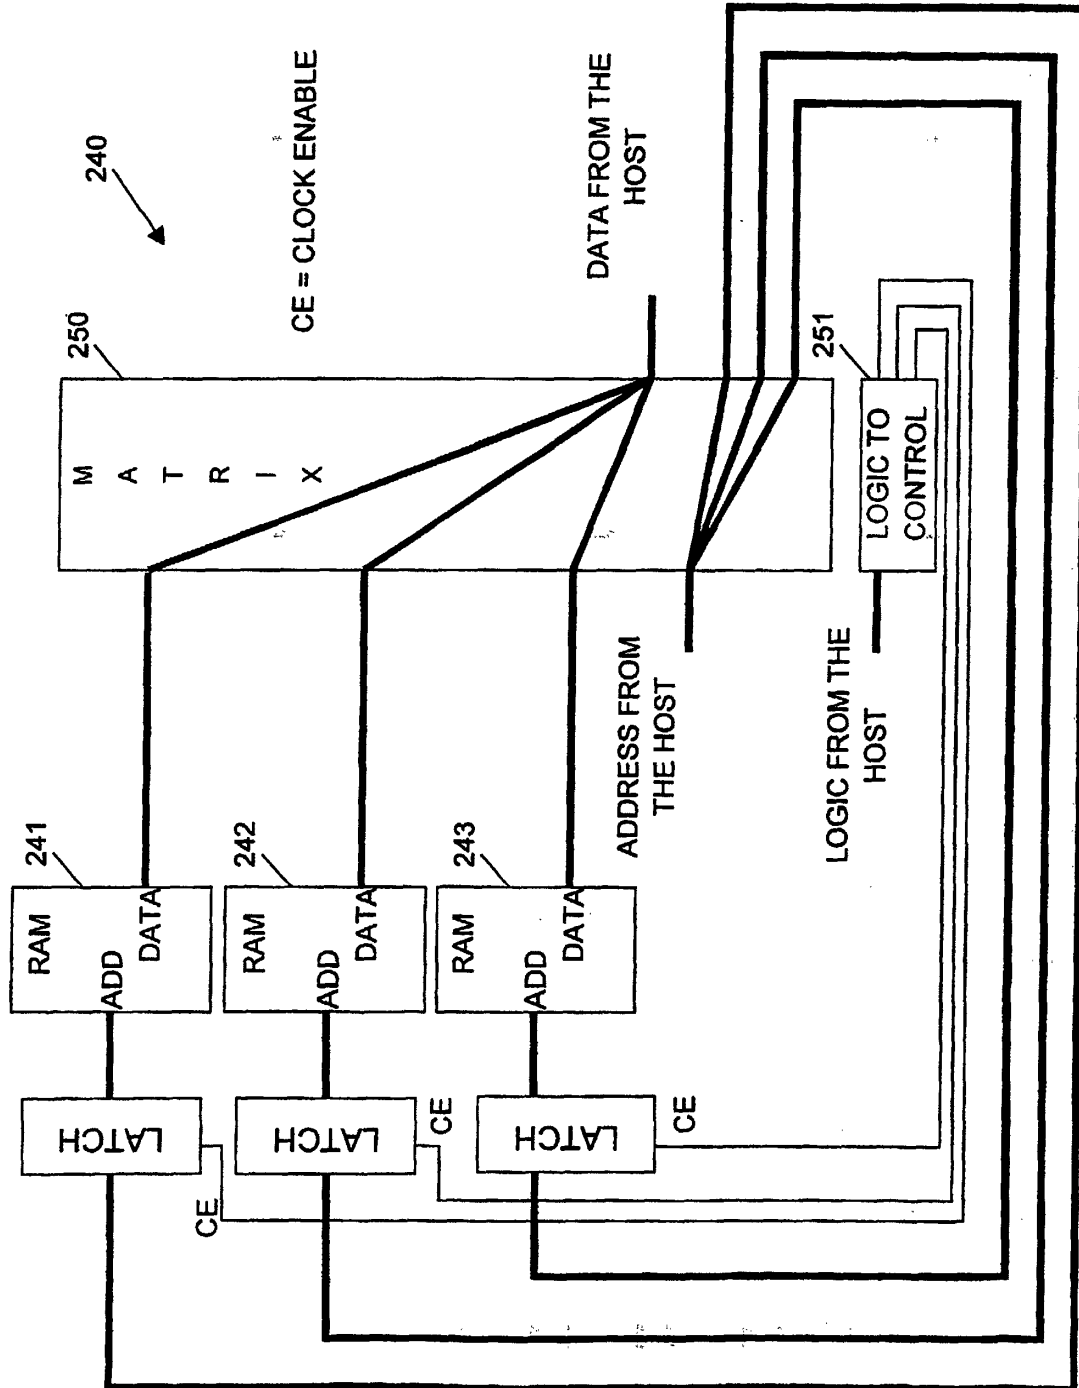 240
CE = CLOCK ENABLE
250
MATRIX
DATA FROM THE
HOST
251
LOGIC TO
CONTROL
ADDRESS FROM
THE HOST
LOGIC FROM THE
HOST
241
RAM
ADD
DATA
242
RAM
ADD
DATA
243
RAM
ADD
DATA
LATCH
CE
LATCH
CE
LATCH
CE